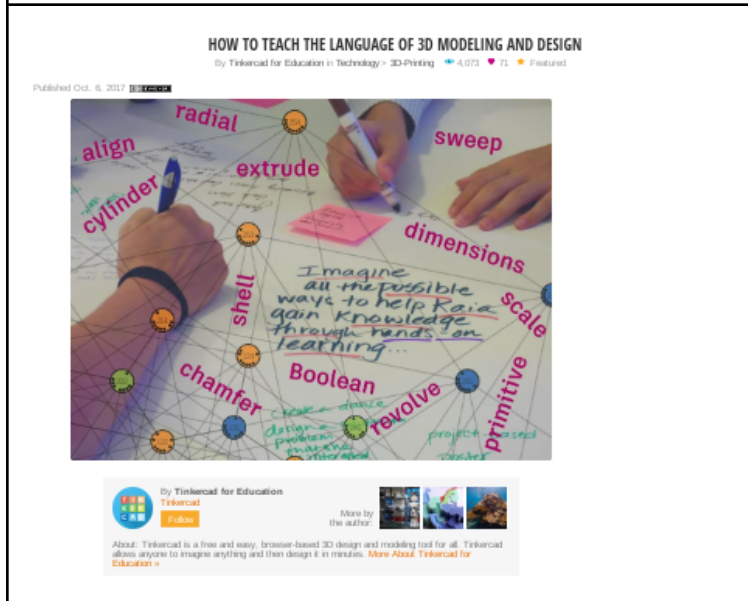 HOW TO TEACH THE LANGUAGE OF 3D MODELING AND DESIGN
By Tinkercad for Education in Technology > 3D-Printing 4,073 71 Featured
Published Oct. 6, 2017
radial
sweep
align
extrude
cylinder
dimensions
Imagine
all the possible
ways to help Kaia
gain knowledge
through hands on
learning...
shell
scale
chamfer
Boolean
revolve
primitive
create a dance
design a
problem
project-based
poster
By Tinkercad for Education
Tinkercad
Follow
More by
the author:
About: Tinkercad is a free and easy, browser-based 3D design and modeling tool for all. Tinkercad
allows anyone to imagine anything and then design it in minutes. More About Tinkercad for
Education »